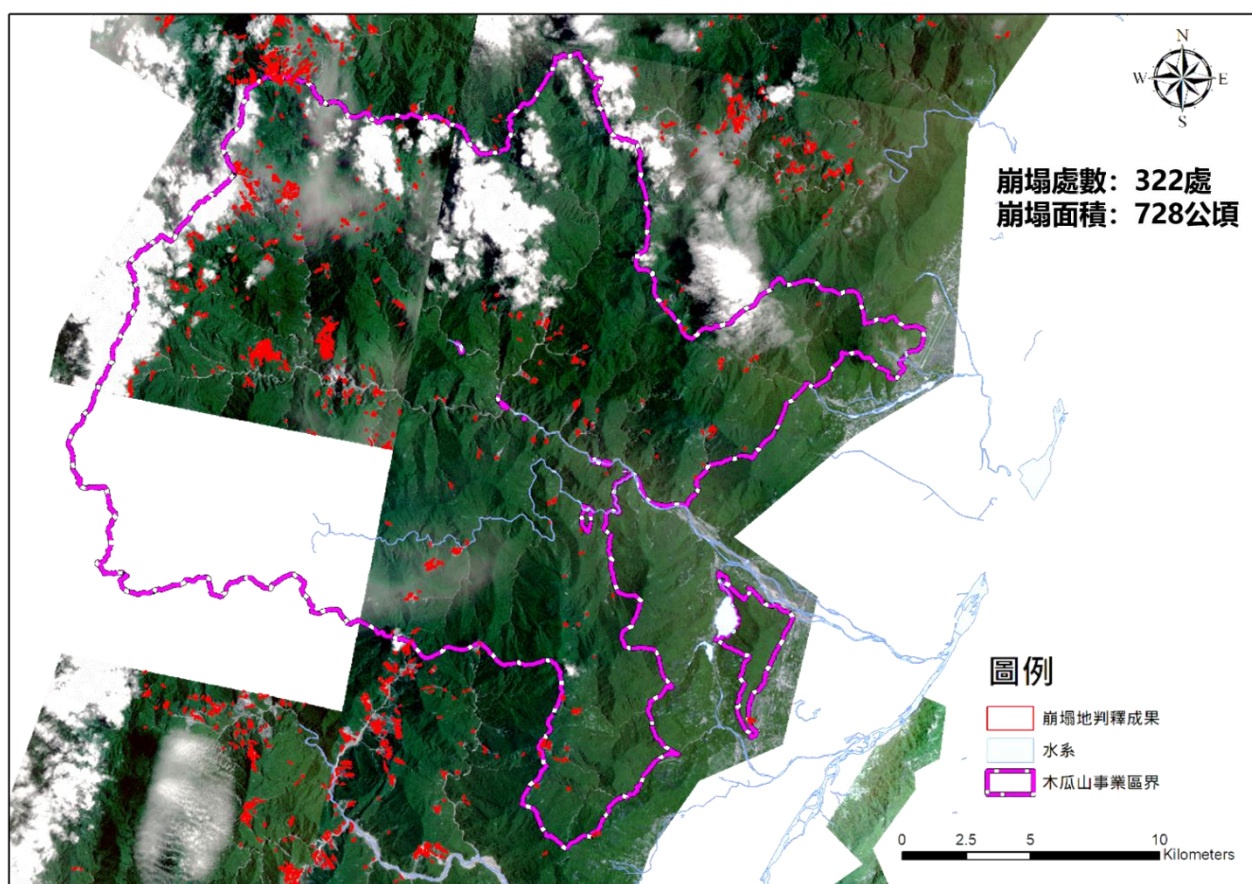 N
W E
S
崩塌處數：322處
崩塌面積：728公頃
圖例
崩塌地判釋成果
水系
木瓜山事業區界
0 2.5 5 10
Kilometers